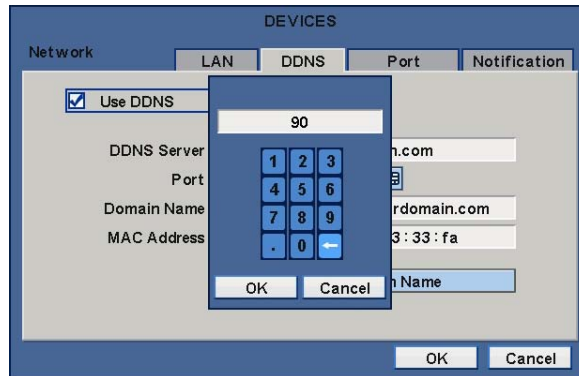 DEVICES
Network
LAN DDNS Port Notification
Use DDNS
90
DDNS Server
.com
1 2 3
Port
4 5 6
Domain Name
rdomain.com
7 8 9
MAC Address
3 : 33 : fa
. 0 ←
OK Cancel
Name
OK Cancel